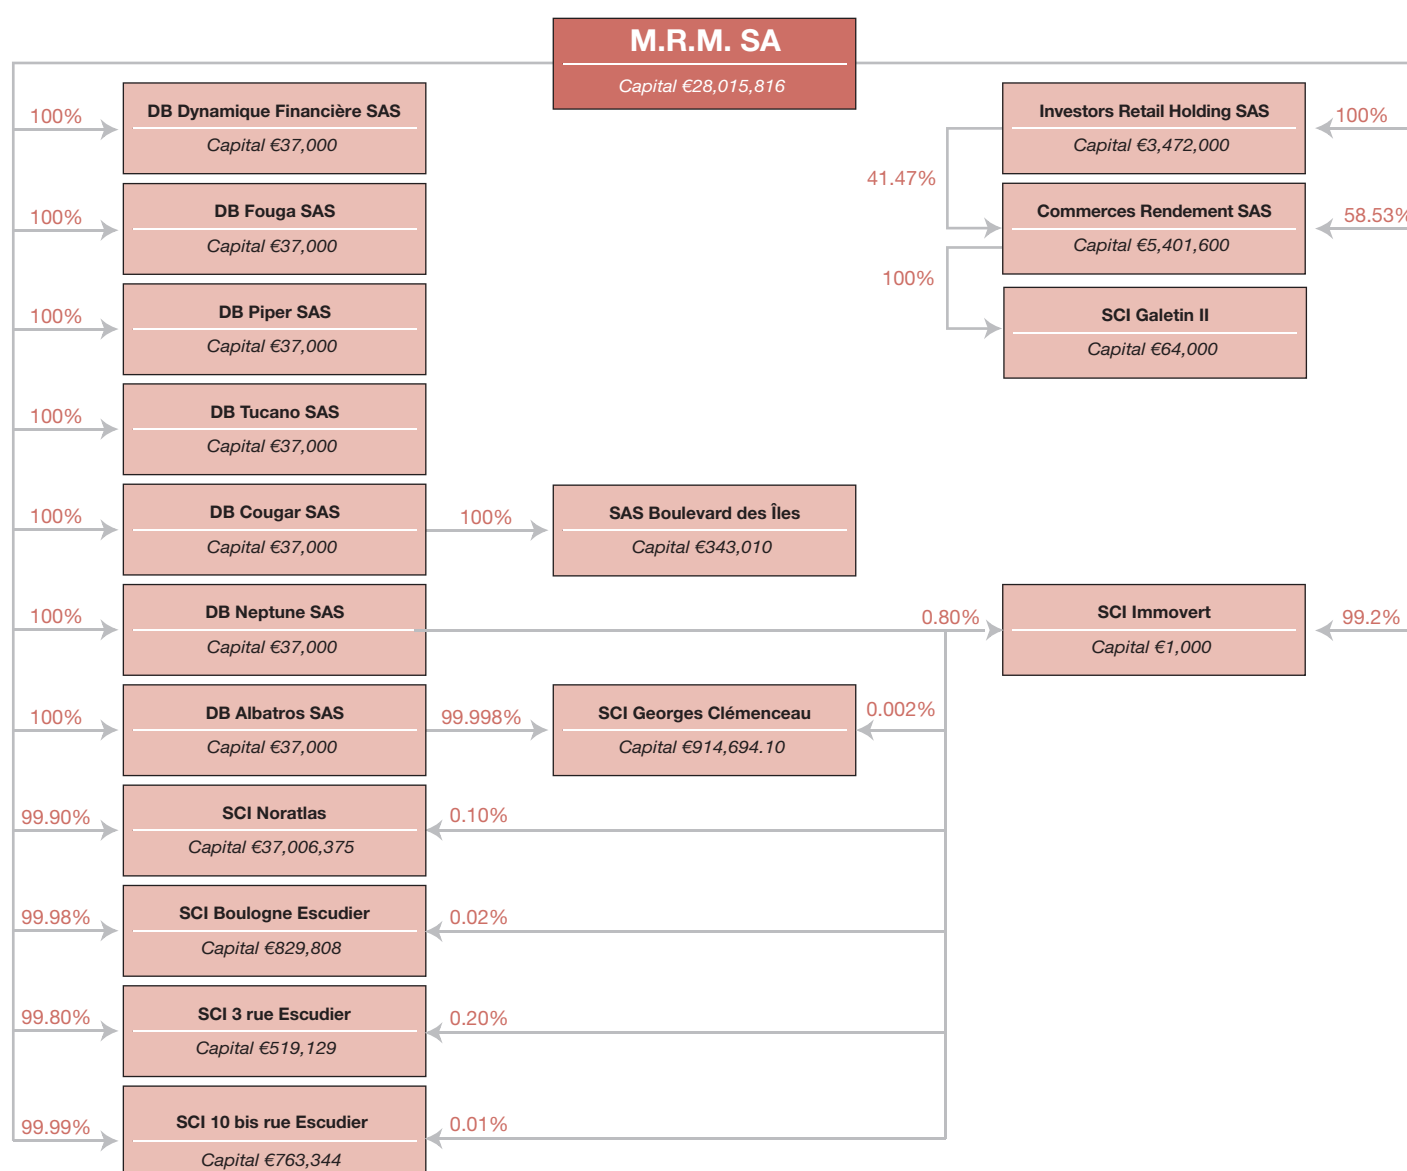 M.R.M. SA
Capital €28,015,816
100%
DB Dynamique Financière SAS
Capital €37,000
Investors Retail Holding SAS
Capital €3,472,000
100%
41.47%
100%
DB Fouga SAS
Capital €37,000
Commerces Rendement SAS
Capital €5,401,600
58.53%
100%
100%
DB Piper SAS
Capital €37,000
SCI Galetin II
Capital €64,000
100%
DB Tucano SAS
Capital €37,000
100%
DB Cougar SAS
Capital €37,000
100%
SAS Boulevard des Îles
Capital €343,010
100%
DB Neptune SAS
Capital €37,000
0.80%
SCI Immovert
Capital €1,000
99.2%
100%
DB Albatros SAS
Capital €37,000
99.998%
SCI Georges Clémenceau
Capital €914,694.10
0.002%
99.90%
SCI Noratlas
Capital €37,006,375
0.10%
99.98%
SCI Boulogne Escudier
Capital €829,808
0.02%
99.80%
SCI 3 rue Escudier
Capital €519,129
0.20%
99.99%
SCI 10 bis rue Escudier
Capital €763,344
0.01%